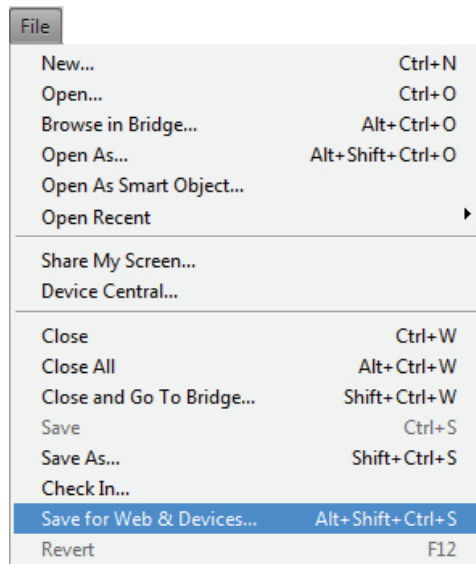 File
New... Ctrl+N
Open... Ctrl+O
Browse in Bridge... Alt+Ctrl+O
Open As... Alt+Shift+Ctrl+O
Open As Smart Object...
Open Recent
Share My Screen...
Device Central...
Close Ctrl+W
Close All Alt+Ctrl+W
Close and Go To Bridge... Shift+Ctrl+W
Save Ctrl+S
Save As... Shift+Ctrl+S
Check In...
Save for Web & Devices... Alt+Shift+Ctrl+S
Revert F12